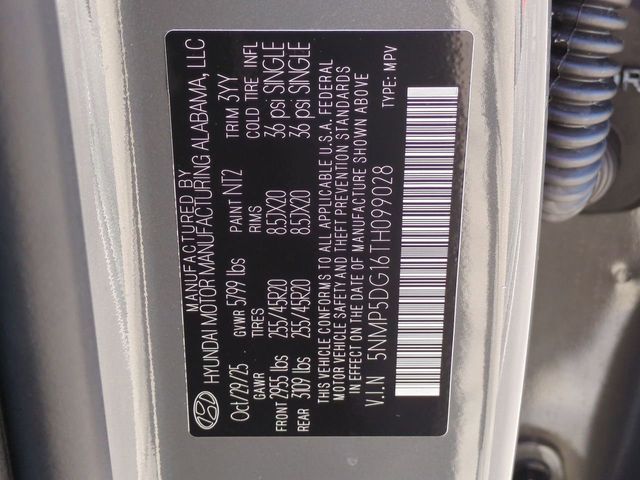 MANUFACTURED BY
HYUNDAI MOTOR MANUFACTURING ALABAMA, LLC
Oct/29/25 GVWR 5799 lbs PAINT NT2 TRIM 3YY
GAWR TIRES RIMS COLD TIRE INFL
FRONT 2955 lbs 255/45R20 8.5JX20 36 psi SINGLE
REAR 3109 lbs 255/45R20 8.5JX20 36 psi SINGLE
THIS VEHICLE CONFORMS TO ALL APPLICABLE U.S.A. FEDERAL
MOTOR VEHICLE SAFETY AND THEFT PREVENTION STANDARDS
IN EFFECT ON THE DATE OF MANUFACTURE SHOWN ABOVE
V.I.N 5NMP5DG16TH099028 TYPE: MPV